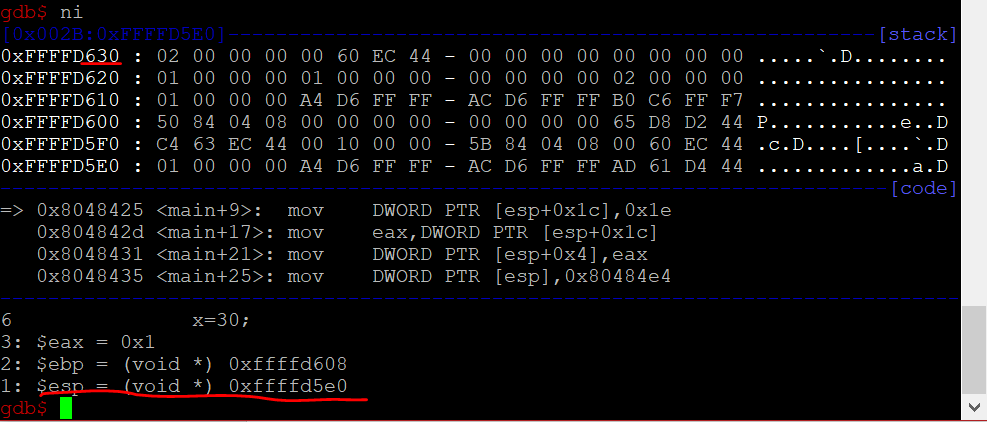 gdb$ ni
[0x002B:0xFFFFD5E0]------------------------------------------------------------[stack]
0xFFFFD630 : 02 00 00 00 00 60 EC 44 - 00 00 00 00 00 00 00 00 .....`.D........
0xFFFFD620 : 01 00 00 00 01 00 00 00 - 00 00 00 00 02 00 00 00 ................
0xFFFFD610 : 01 00 00 00 A4 D6 FF FF - AC D6 FF FF B0 C6 FF F7 ................
0xFFFFD600 : 50 84 04 08 00 00 00 00 - 00 00 00 00 65 D8 D2 44 P...........e..D
0xFFFFD5F0 : C4 63 EC 44 00 10 00 00 - 5B 84 04 08 00 60 EC 44 .c.D....[....`.D
0xFFFFD5E0 : 01 00 00 00 A4 D6 FF FF - AC D6 FF FF AD 61 D4 44 .............a.D
--------------------------------------------------------------------------[code]
=> 0x8048425 <main+9>: mov DWORD PTR [esp+0x1c],0x1e
0x804842d <main+17>: mov eax,DWORD PTR [esp+0x1c]
0x8048431 <main+21>: mov DWORD PTR [esp+0x4],eax
0x8048435 <main+25>: mov DWORD PTR [esp],0x80484e4
--------------------------------------------------------------------------------
6 x=30;
3: $eax = 0x1
2: $ebp = (void *) 0xffffd608
1: $esp = (void *) 0xffffd5e0
gdb$